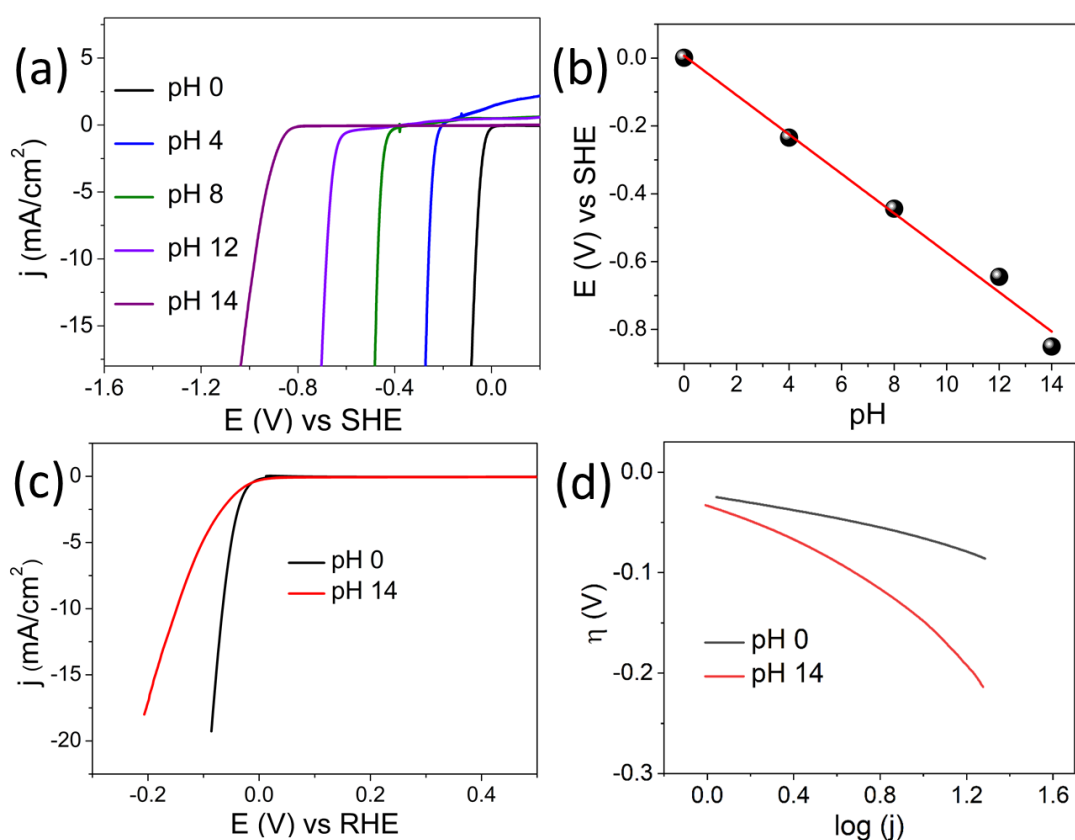 (a)
pH 0
pH 4
pH 8
pH 12
pH 14
j (mA/cm²)
5
0
-5
-10
-15
-1.6
-1.2
-0.8
-0.4
0.0
E (V) vs SHE
(b)
E (V) vs SHE
0.0
-0.2
-0.4
-0.6
-0.8
0
2
4
6
8
10
12
14
pH
(c)
pH 0
pH 14
j (mA/cm²)
5
0
-5
-10
-15
-20
-0.2
0.0
0.2
0.4
E (V) vs RHE
(d)
pH 0
pH 14
η (V)
0.0
-0.1
-0.2
-0.3
0.0
0.4
0.8
1.2
1.6
log (j)